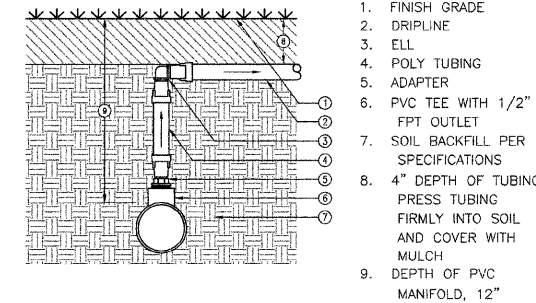 8
9
1
2
3
4
5
6
7
1. FINISH GRADE
2. DRIPLINE
3. ELL
4. POLY TUBING
5. ADAPTER
6. PVC TEE WITH 1/2"
FPT OUTLET
7. SOIL BACKFILL PER
SPECIFICATIONS
8. 4" DEPTH OF TUBING
PRESS TUBING
FIRMLY INTO SOIL
AND COVER WITH
MULCH
9. DEPTH OF PVC
MANIFOLD, 12"